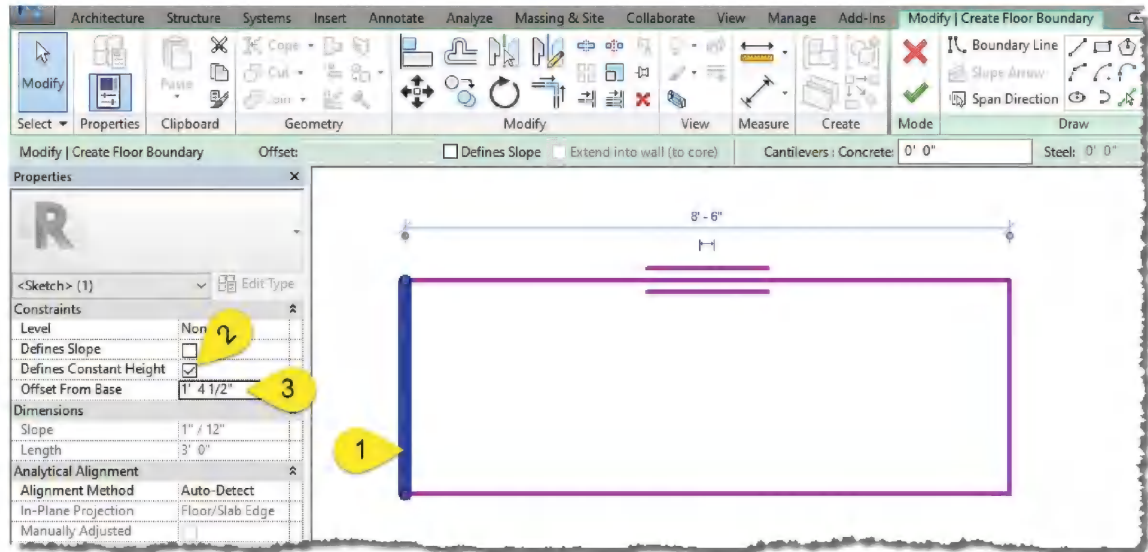 Architecture Structure Systems Insert Annotate Analyze Massing & Site Collaborate View Manage Add-Ins Modify | Create Floor Boundary
Modify
Paste
Cope
Cut
Join
Boundary Line
Slope Arrow
Span Direction
Select Properties Clipboard Geometry Modify View Measure Create Mode Draw
Modify | Create Floor Boundary Offset: Defines Slope Extend into wall (to core) Cantilevers : Concrete: 0' 0" Steel: 0' 0"
Properties
R
<Sketch> (1) Edit Type
Constraints
Level
Defines Slope
Defines Constant Height
Offset From Base 1' 4 1/2"
Dimensions
Slope 1" / 12"
Length 3' 0"
Analytical Alignment
Alignment Method Auto-Detect
In-Plane Projection Floor/Slab Edge
Manually Adjusted
8' - 6"
1
2
3